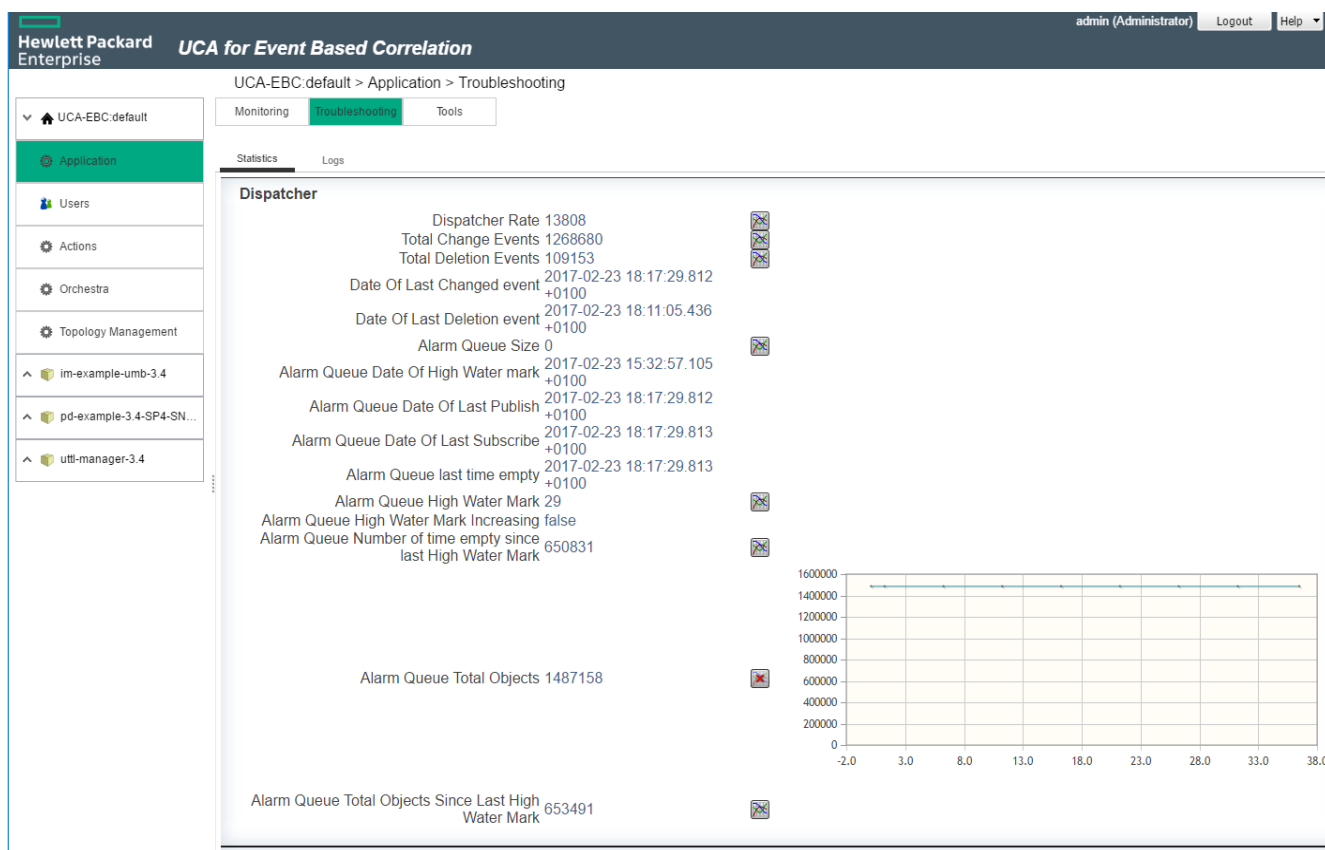 admin (Administrator) Logout Help
Hewlett Packard
Enterprise
UCA for Event Based Correlation
UCA-EBC:default > Application > Troubleshooting
UCA-EBC:default
Application
Users
Actions
Orchestra
Topology Management
im-example-umb-3.4
pd-example-3.4-SP4-SN...
uttl-manager-3.4
Monitoring Troubleshooting Tools
Statistics Logs
Dispatcher
Dispatcher Rate 13808
Total Change Events 1268680
Total Deletion Events 109153
Date Of Last Changed event 2017-02-23 18:17:29.812
+0100
Date Of Last Deletion event 2017-02-23 18:11:05.436
+0100
Alarm Queue Size 0
Alarm Queue Date Of High Water mark 2017-02-23 15:32:57.105
+0100
Alarm Queue Date Of Last Publish 2017-02-23 18:17:29.812
+0100
Alarm Queue Date Of Last Subscribe 2017-02-23 18:17:29.813
+0100
Alarm Queue last time empty 2017-02-23 18:17:29.813
+0100
Alarm Queue High Water Mark 29
Alarm Queue High Water Mark Increasing false
Alarm Queue Number of time empty since
last High Water Mark 650831
Alarm Queue Total Objects 1487158
1600000
1400000
1200000
1000000
800000
600000
400000
200000
0
-2.0 3.0 8.0 13.0 18.0 23.0 28.0 33.0 38.0
Alarm Queue Total Objects Since Last High
Water Mark 653491